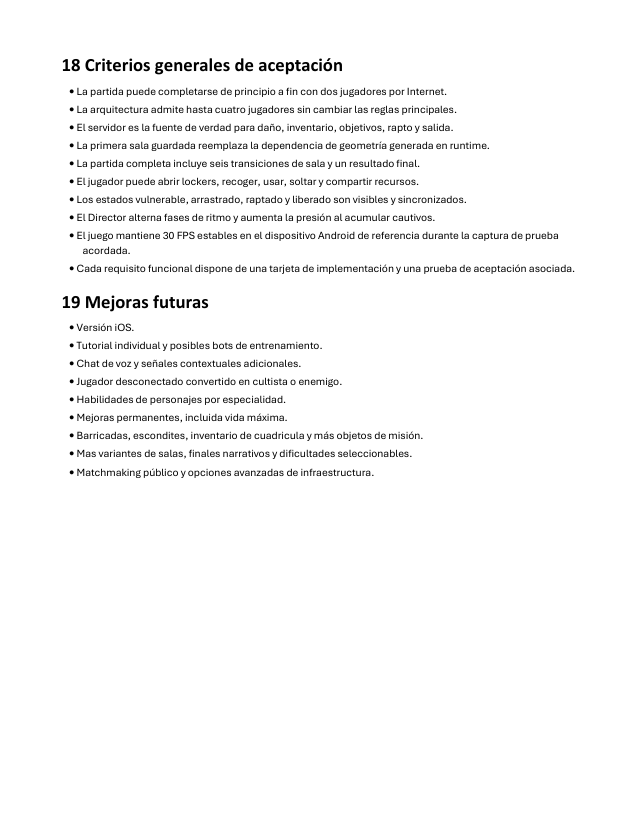 18 Criterios generales de aceptación
• La partida puede completarse de principio a fin con dos jugadores por Internet.
• La arquitectura admite hasta cuatro jugadores sin cambiar las reglas principales.
• El servidor es la fuente de verdad para daño, inventario, objetivos, rapto y salida.
• La primera sala guardada reemplaza la dependencia de geometría generada en runtime.
• La partida completa incluye seis transiciones de sala y un resultado final.
• El jugador puede abrir lockers, recoger, usar, soltar y compartir recursos.
• Los estados vulnerable, arrastrado, raptado y liberado son visibles y sincronizados.
• El Director alterna fases de ritmo y aumenta la presión al acumular cautivos.
• El juego mantiene 30 FPS estables en el dispositivo Android de referencia durante la captura de prueba
acordada.
• Cada requisito funcional dispone de una tarjeta de implementación y una prueba de aceptación asociada.
19 Mejoras futuras
• Versión iOS.
• Tutorial individual y posibles bots de entrenamiento.
• Chat de voz y señales contextuales adicionales.
• Jugador desconectado convertido en cultista o enemigo.
• Habilidades de personajes por especialidad.
• Mejoras permanentes, incluida vida máxima.
• Barricadas, escondites, inventario de cuadricula y más objetos de misión.
• Mas variantes de salas, finales narrativos y dificultades seleccionables.
• Matchmaking público y opciones avanzadas de infraestructura.